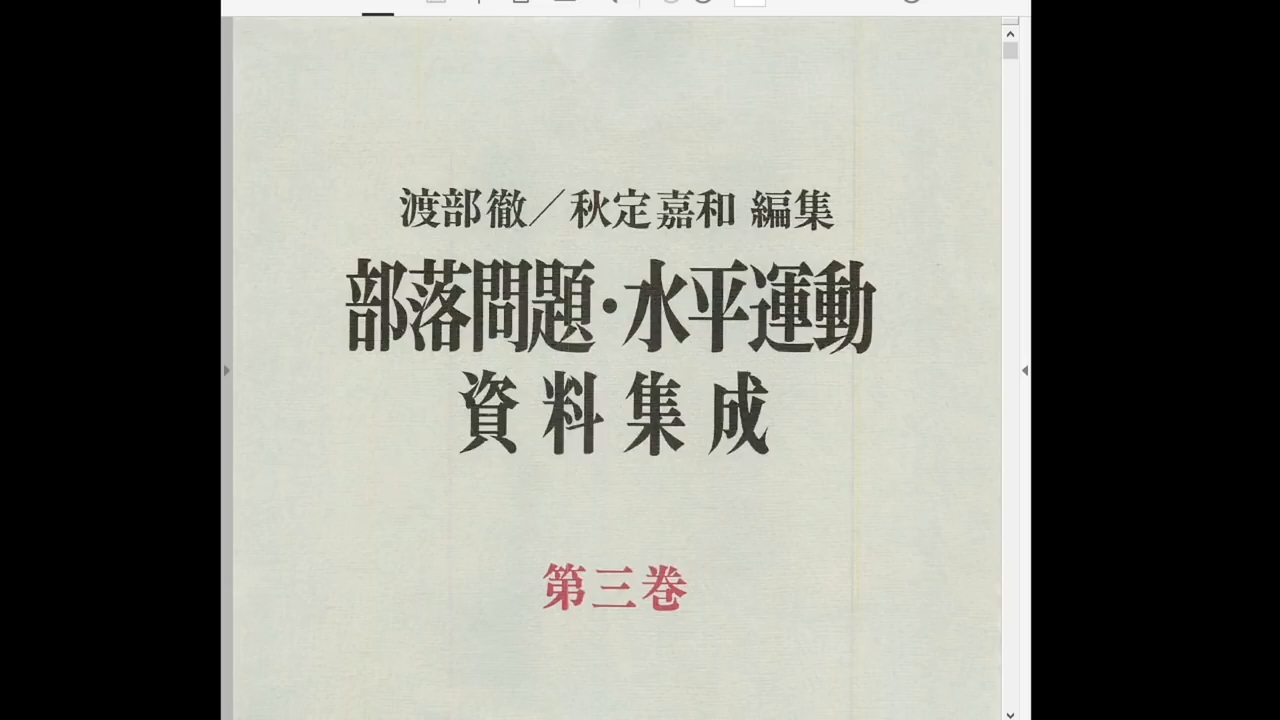 渡部徹／秋定嘉和 編集
部落問題・水平運動
資料集成
第三巻